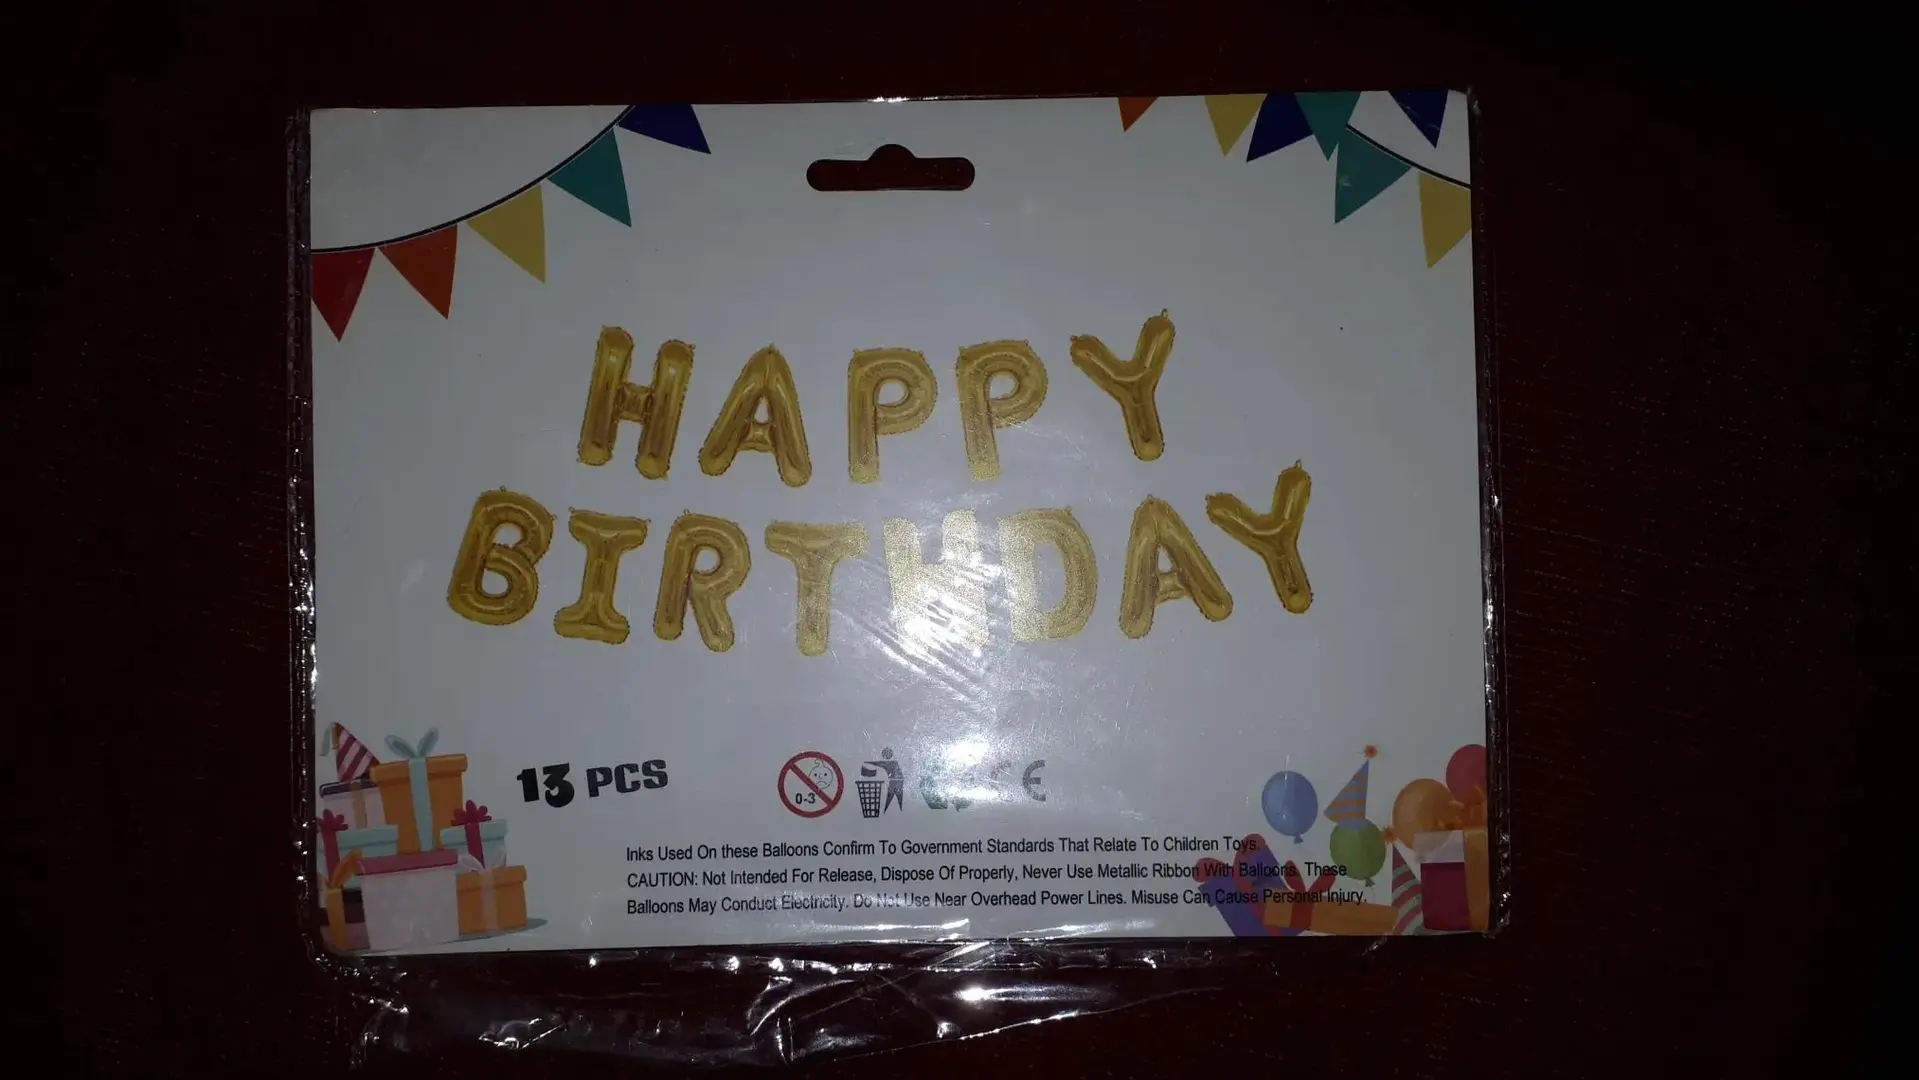 HAPPY
BIRTHDAY
13 PCS
0-3
CE
Inks Used On these Balloons Confirm To Government Standards That Relate To Children Toys.
CAUTION: Not Intended For Release, Dispose Of Properly, Never Use Metallic Ribbon With Balloons. These
Balloons May Conduct Electricity. Do Not Use Near Overhead Power Lines. Misuse Can Cause Personal Injury.